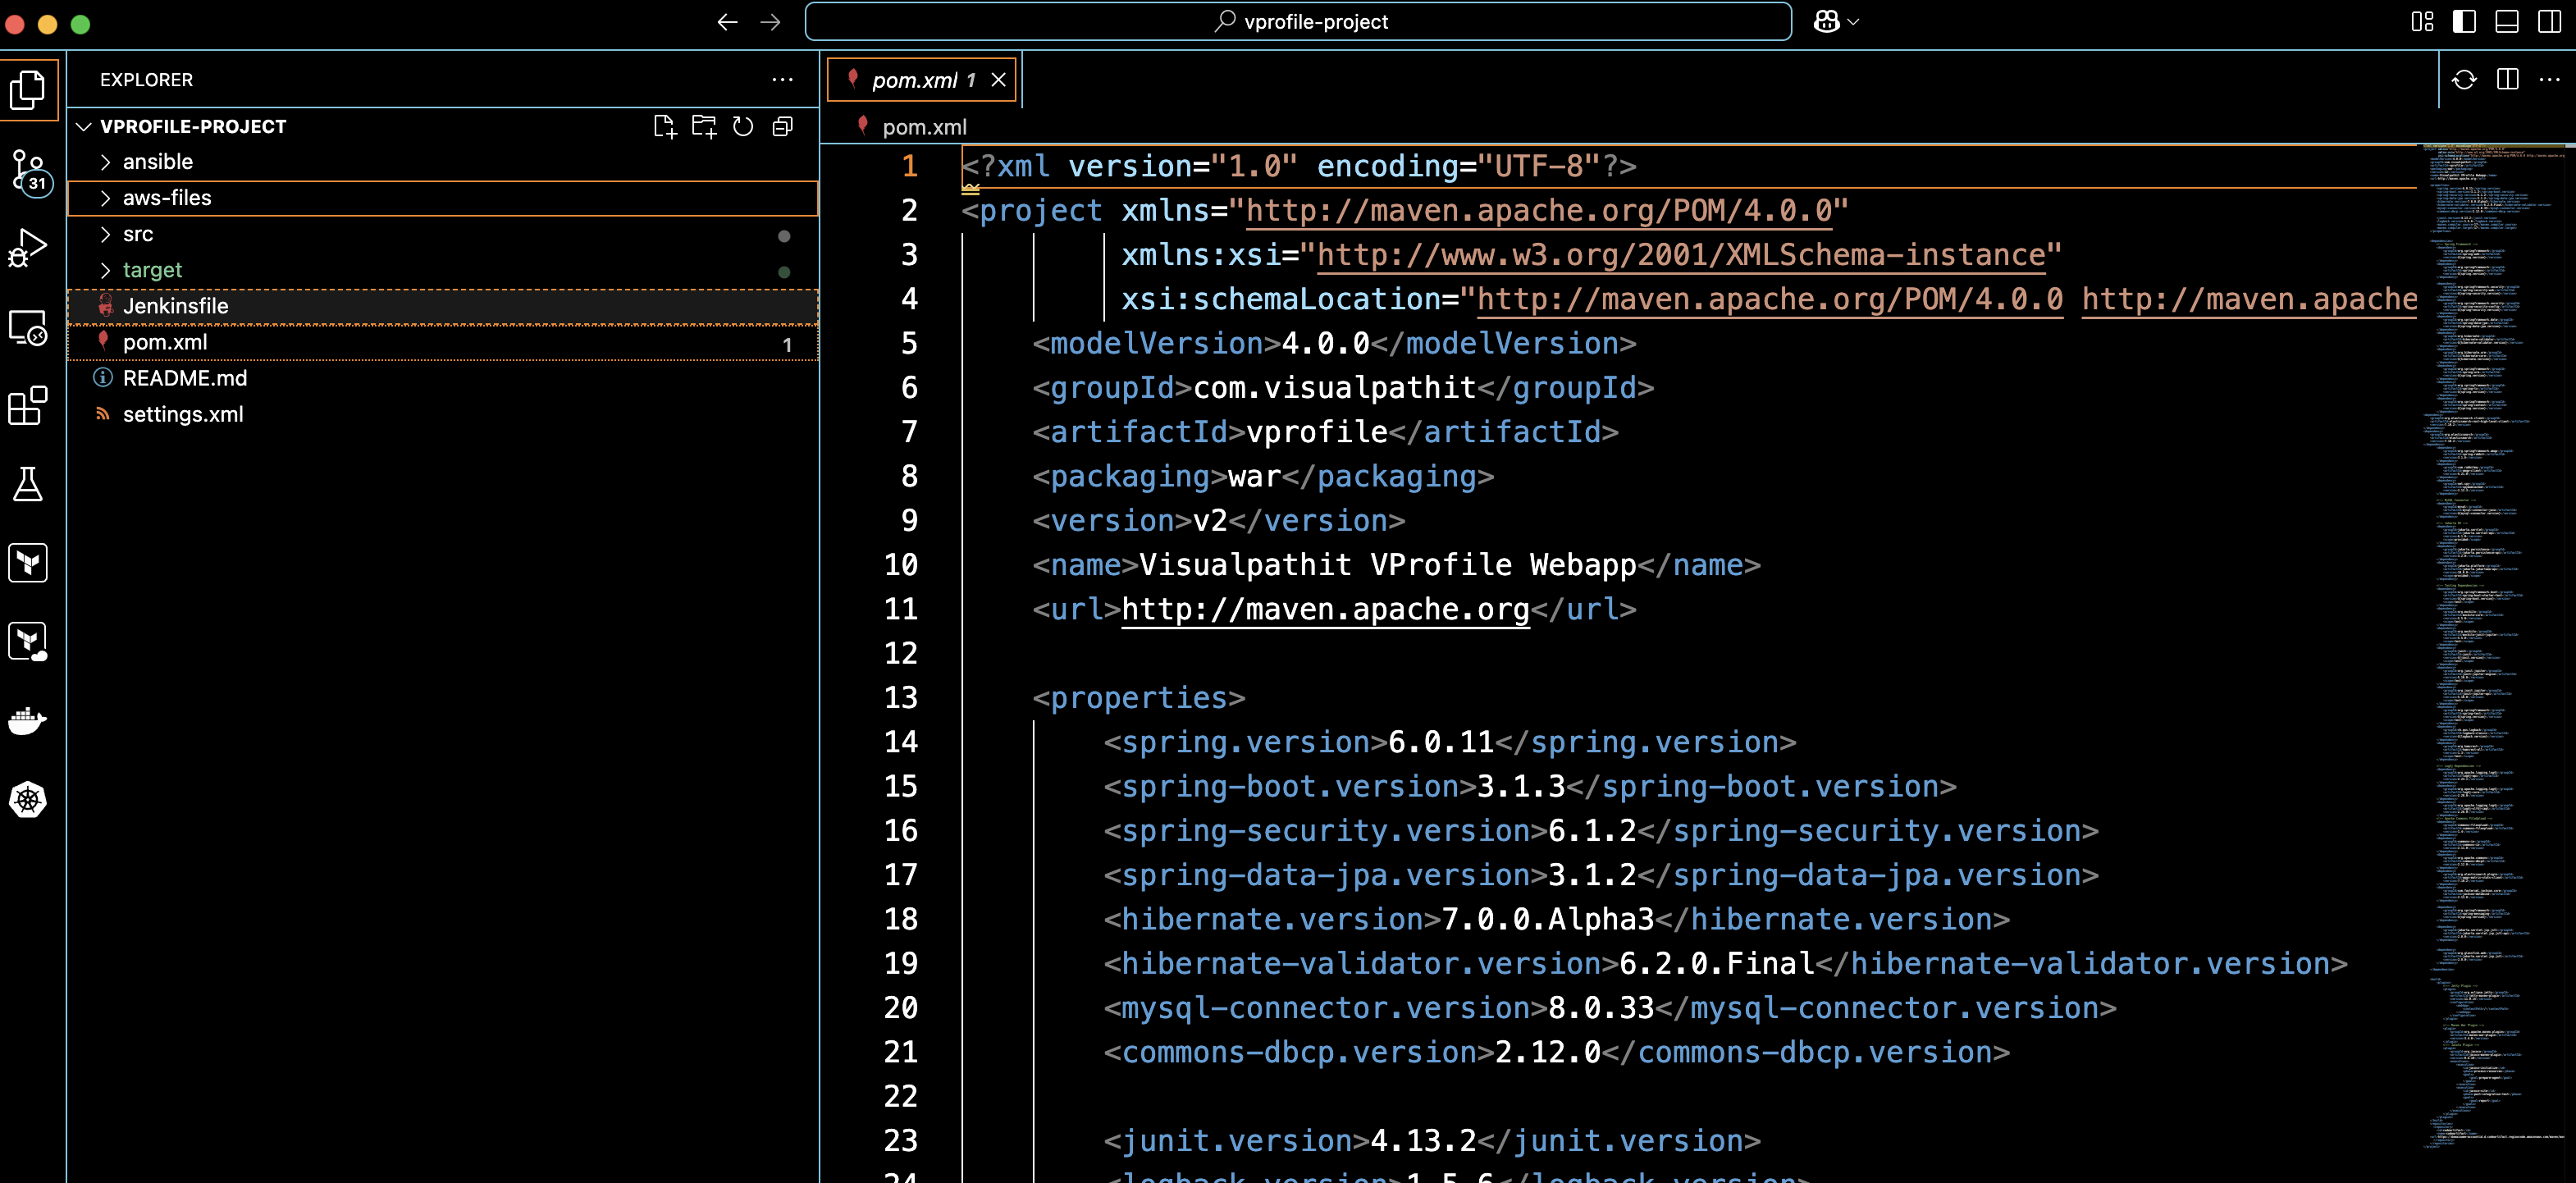 vprofile-project
EXPLORER
VPROFILE-PROJECT
ansible
aws-files
src
target
Jenkinsfile
pom.xml 1
README.md
settings.xml
31
pom.xml 1
pom.xml
1 <?xml version="1.0" encoding="UTF-8"?>
2 <project xmlns="http://maven.apache.org/POM/4.0.0"
3 xmlns:xsi="http://www.w3.org/2001/XMLSchema-instance"
4 xsi:schemaLocation="http://maven.apache.org/POM/4.0.0 http://maven.apache
5 <modelVersion>4.0.0</modelVersion>
6 <groupId>com.visualpathit</groupId>
7 <artifactId>vprofile</artifactId>
8 <packaging>war</packaging>
9 <version>v2</version>
10 <name>Visualpathit VProfile Webapp</name>
11 <url>http://maven.apache.org</url>
12
13 <properties>
14 <spring.version>6.0.11</spring.version>
15 <spring-boot.version>3.1.3</spring-boot.version>
16 <spring-security.version>6.1.2</spring-security.version>
17 <spring-data-jpa.version>3.1.2</spring-data-jpa.version>
18 <hibernate.version>7.0.0.Alpha3</hibernate.version>
19 <hibernate-validator.version>6.2.0.Final</hibernate-validator.version>
20 <mysql-connector.version>8.0.33</mysql-connector.version>
21 <commons-dbcp.version>2.12.0</commons-dbcp.version>
22
23 <junit.version>4.13.2</junit.version>
24 <logback.version>1.5.6</logback.version>